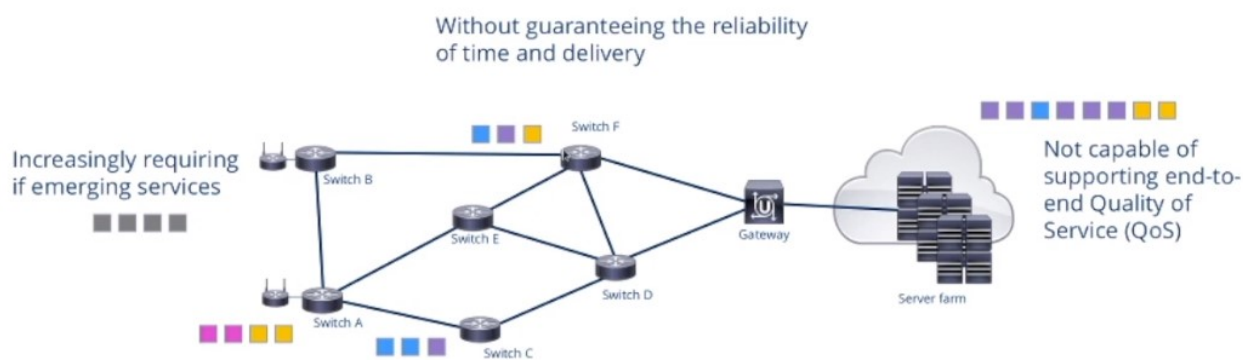 Without guaranteeing the reliability
of time and delivery
Increasingly requiring
if emerging services
Switch F
Switch B
Switch E
Switch A
Switch C
Switch D
Gateway
Server farm
Not capable of
supporting end-to-
end Quality of
Service (QoS)